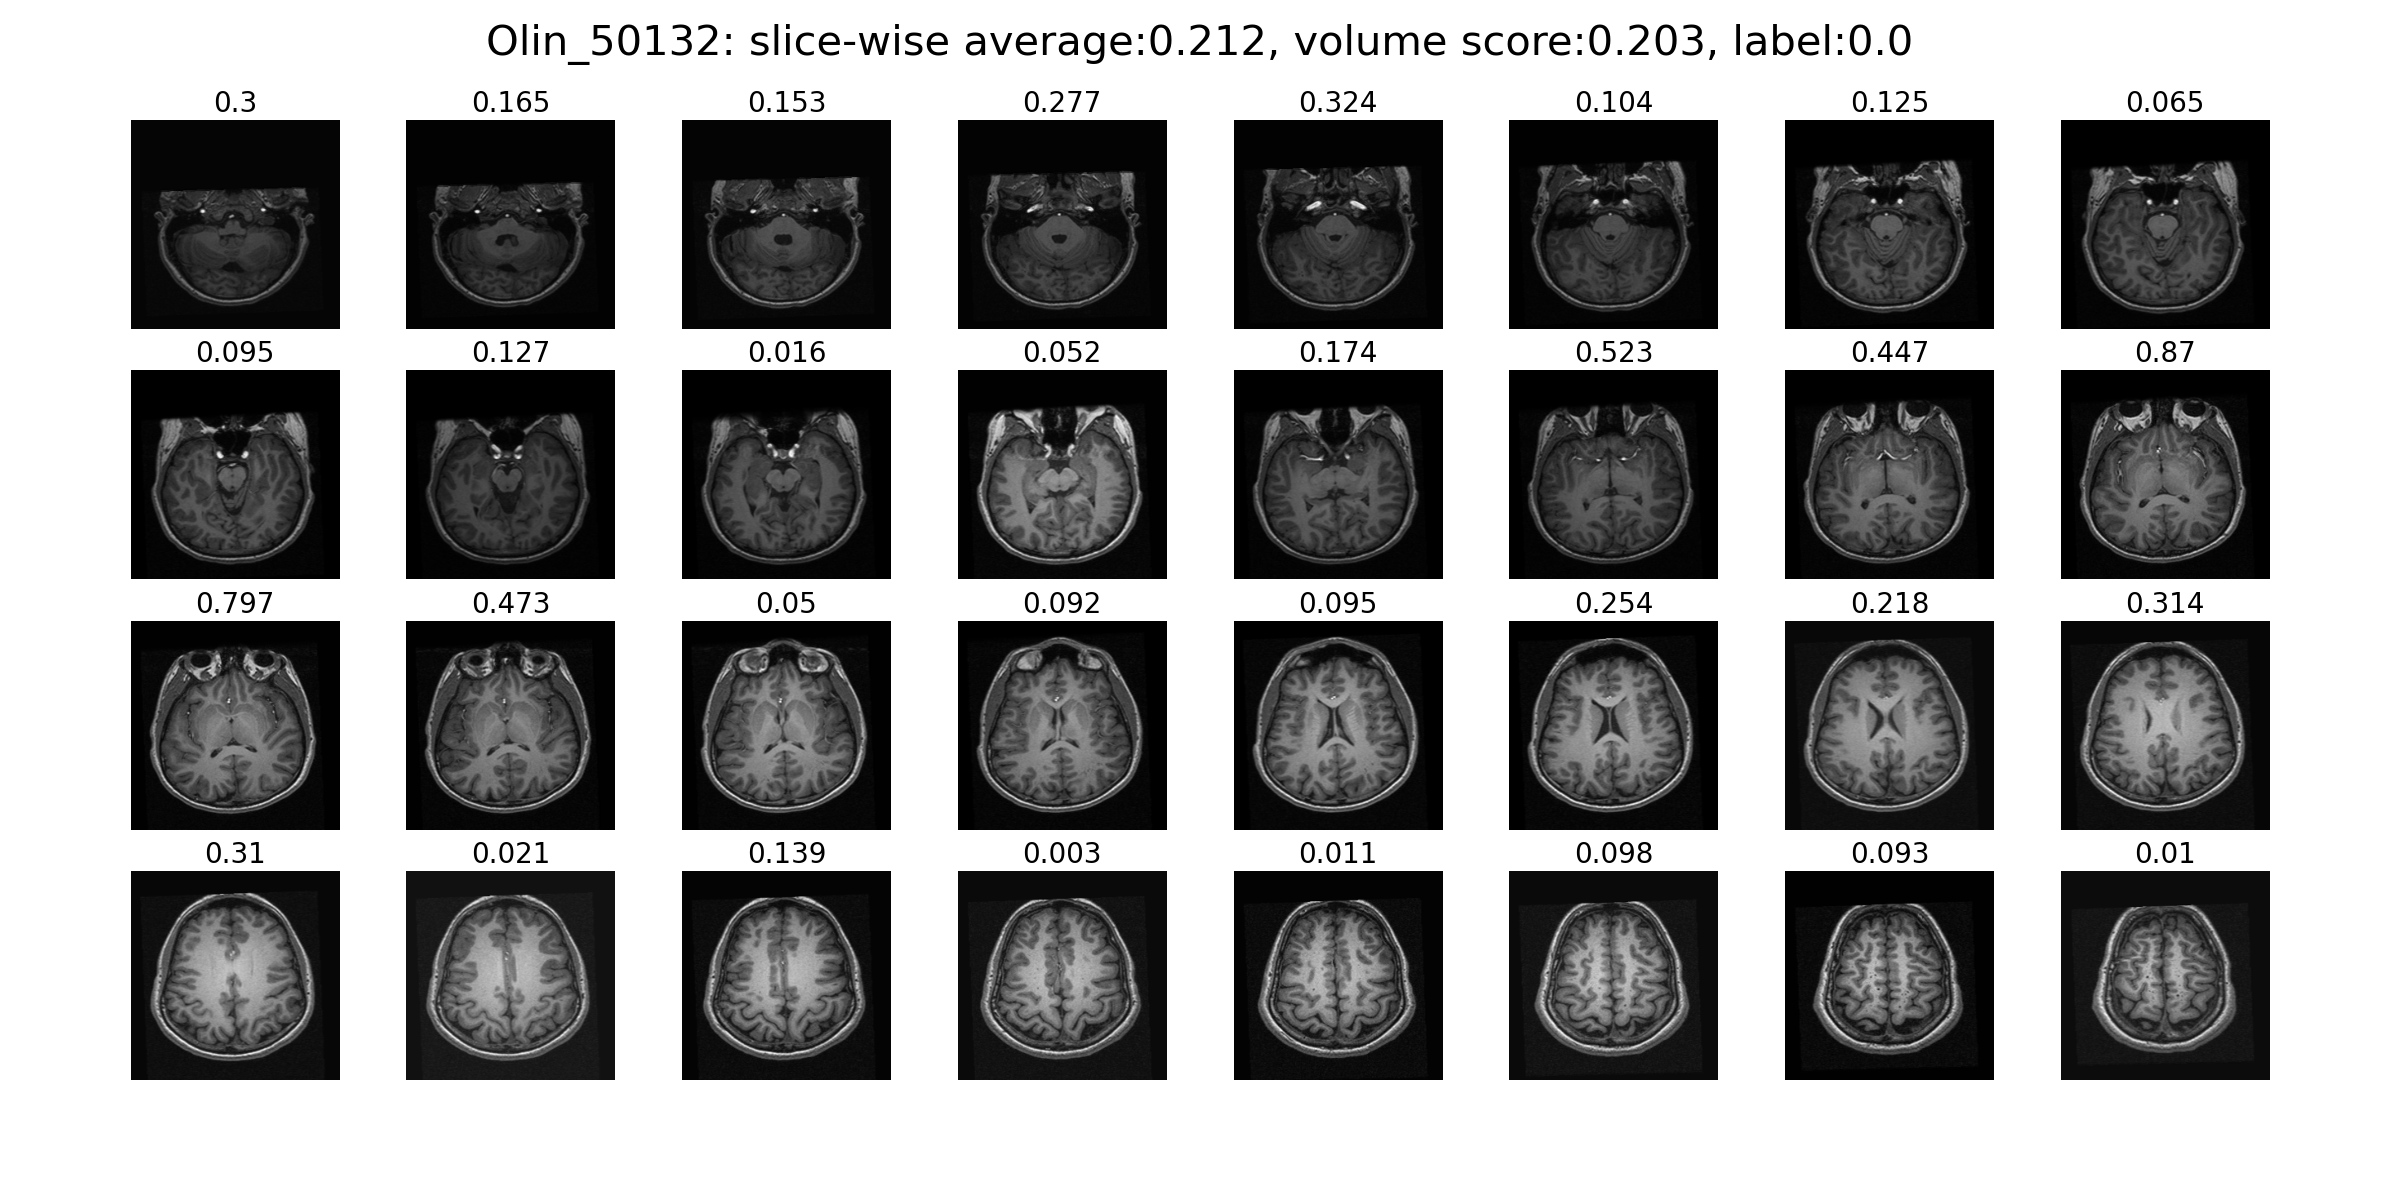 Olin_50132: slice-wise average:0.212, volume score:0.203, label:0.0
0.3 0.165 0.153 0.277 0.324 0.104 0.125 0.065
0.095 0.127 0.016 0.052 0.174 0.523 0.447 0.87
0.797 0.473 0.05 0.092 0.095 0.254 0.218 0.314
0.31 0.021 0.139 0.003 0.011 0.098 0.093 0.01